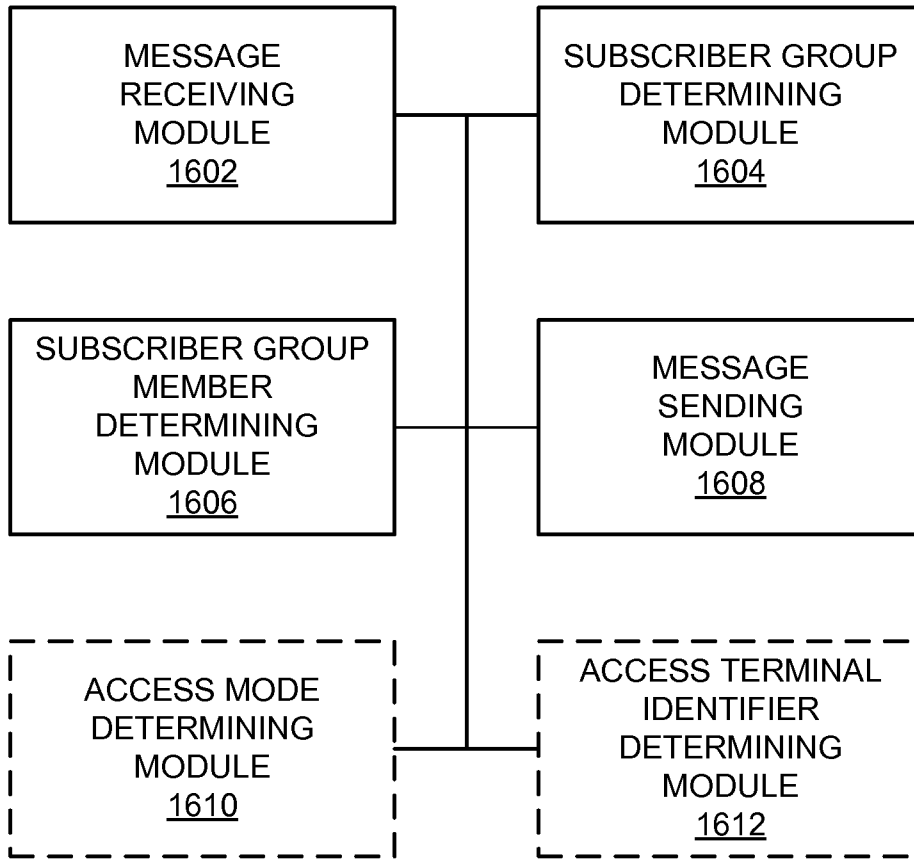 MESSAGE
RECEIVING
MODULE
1602
SUBSCRIBER GROUP
DETERMINING
MODULE
1604
SUBSCRIBER GROUP
MEMBER
DETERMINING
MODULE
1606
MESSAGE
SENDING
MODULE
1608
ACCESS MODE
DETERMINING
MODULE
1610
ACCESS TERMINAL
IDENTIFIER
DETERMINING
MODULE
1612